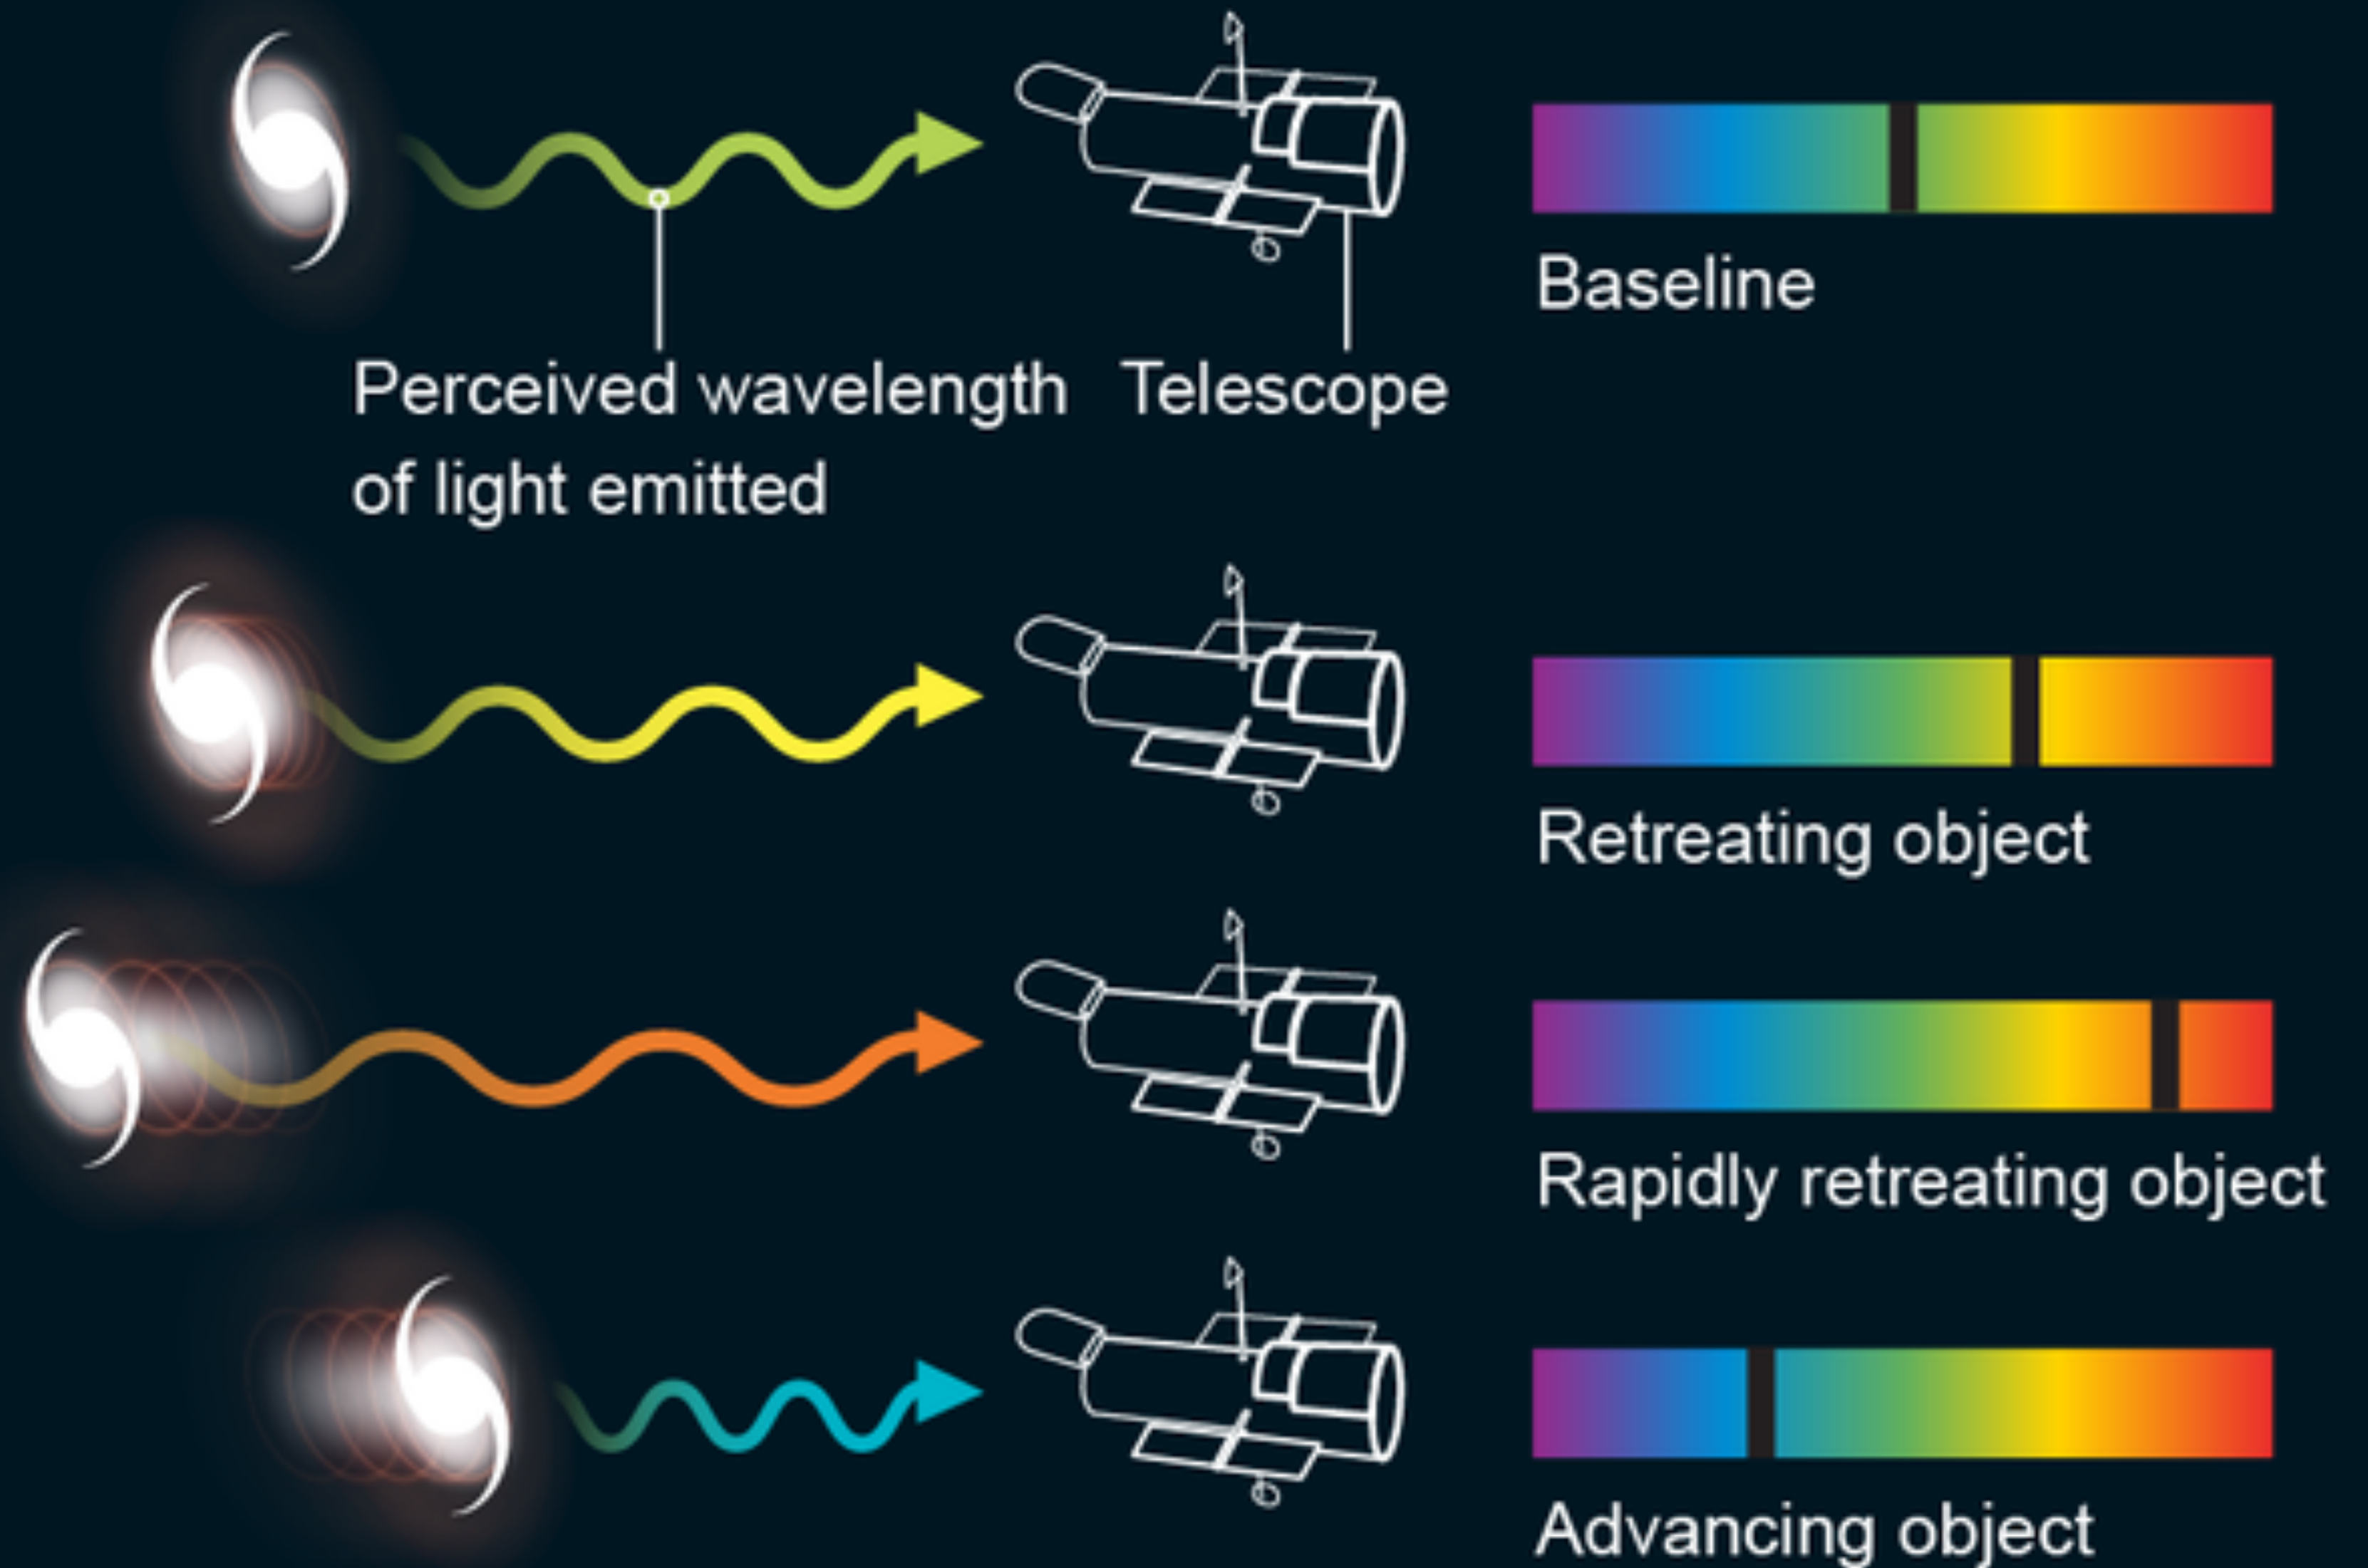 Baseline
Perceived wavelength
of light emitted
Telescope
Retreating object
Rapidly retreating object
Advancing object